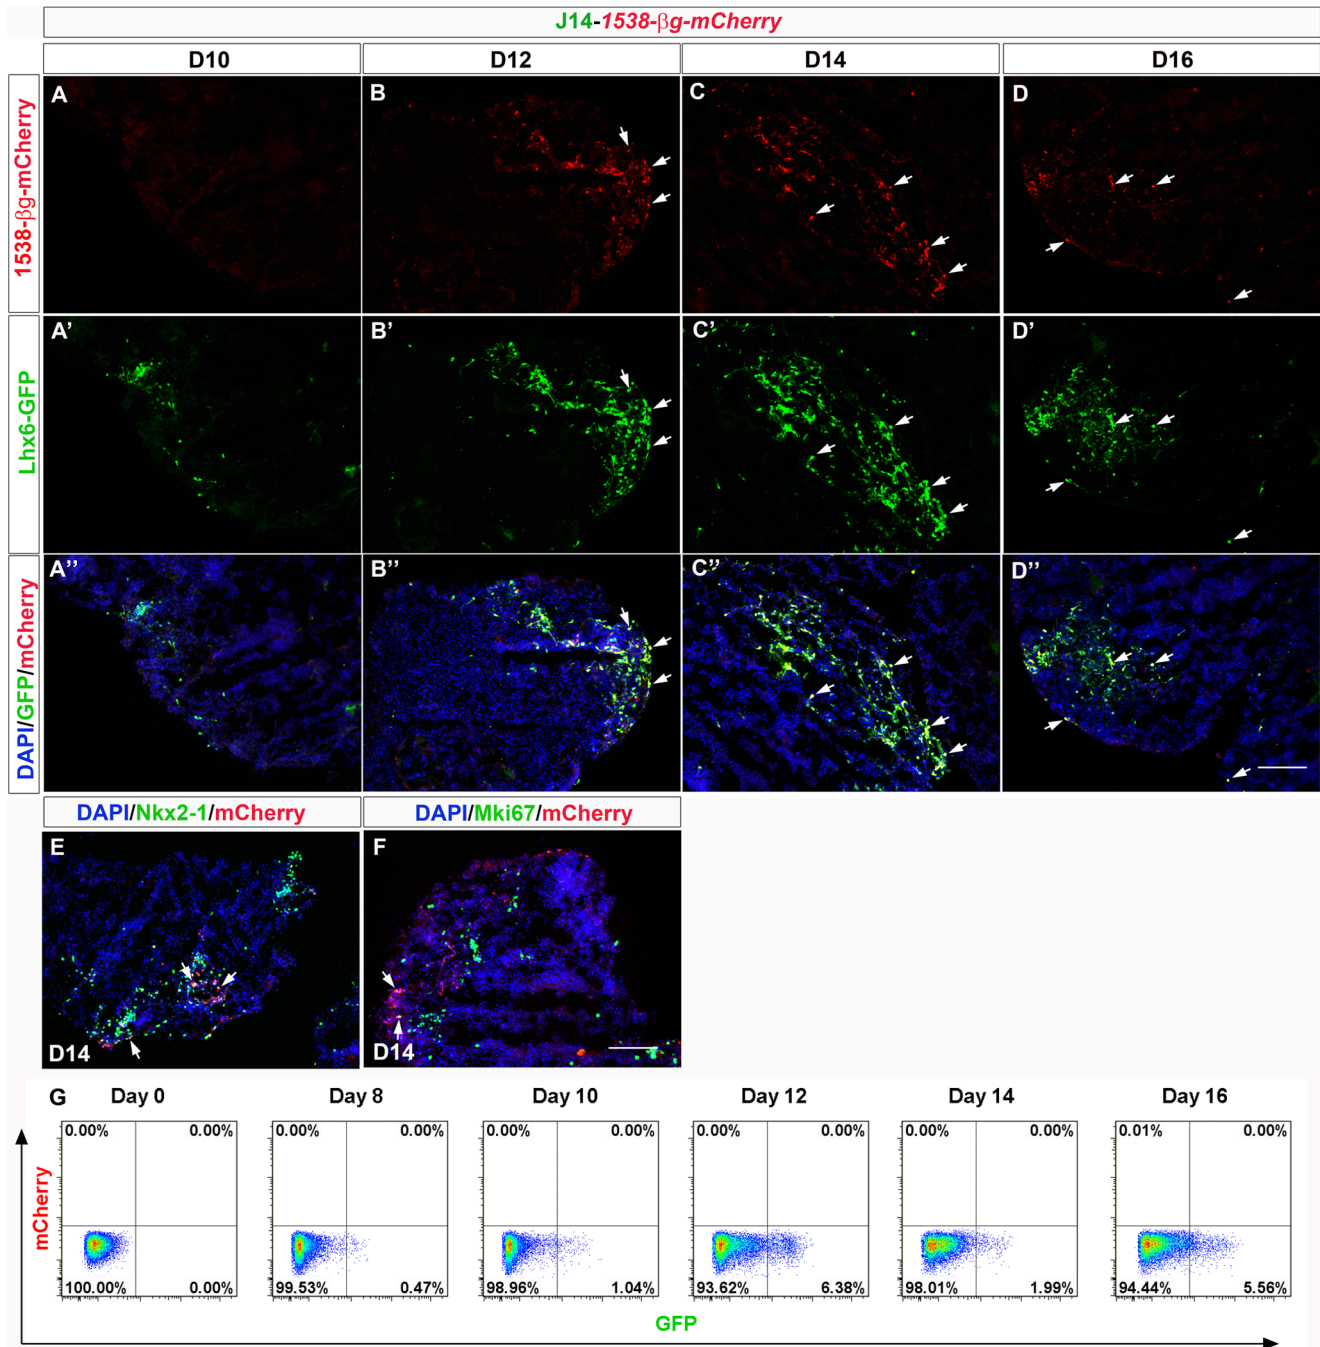 J14-1538-βg-mCherry
D10 D12 D14 D16
1538-βg-mCherry
A B C D
Lhx6-GFP
A’ B’ C’ D’
DAPI/GFP/mCherry
A’’ B’’ C’’ D’’
DAPI/Nkx2-1/mCherry DAPI/Mki67/mCherry
E F
D14 D14
G Day 0 Day 8 Day 10 Day 12 Day 14 Day 16
0.00% 0.00% 0.00% 0.00% 0.00% 0.00% 0.00% 0.00% 0.00% 0.00% 0.01% 0.00%
mCherry
100.00% 0.00% 99.53% 0.47% 98.96% 1.04% 93.62% 6.38% 98.01% 1.99% 94.44% 5.56%
GFP